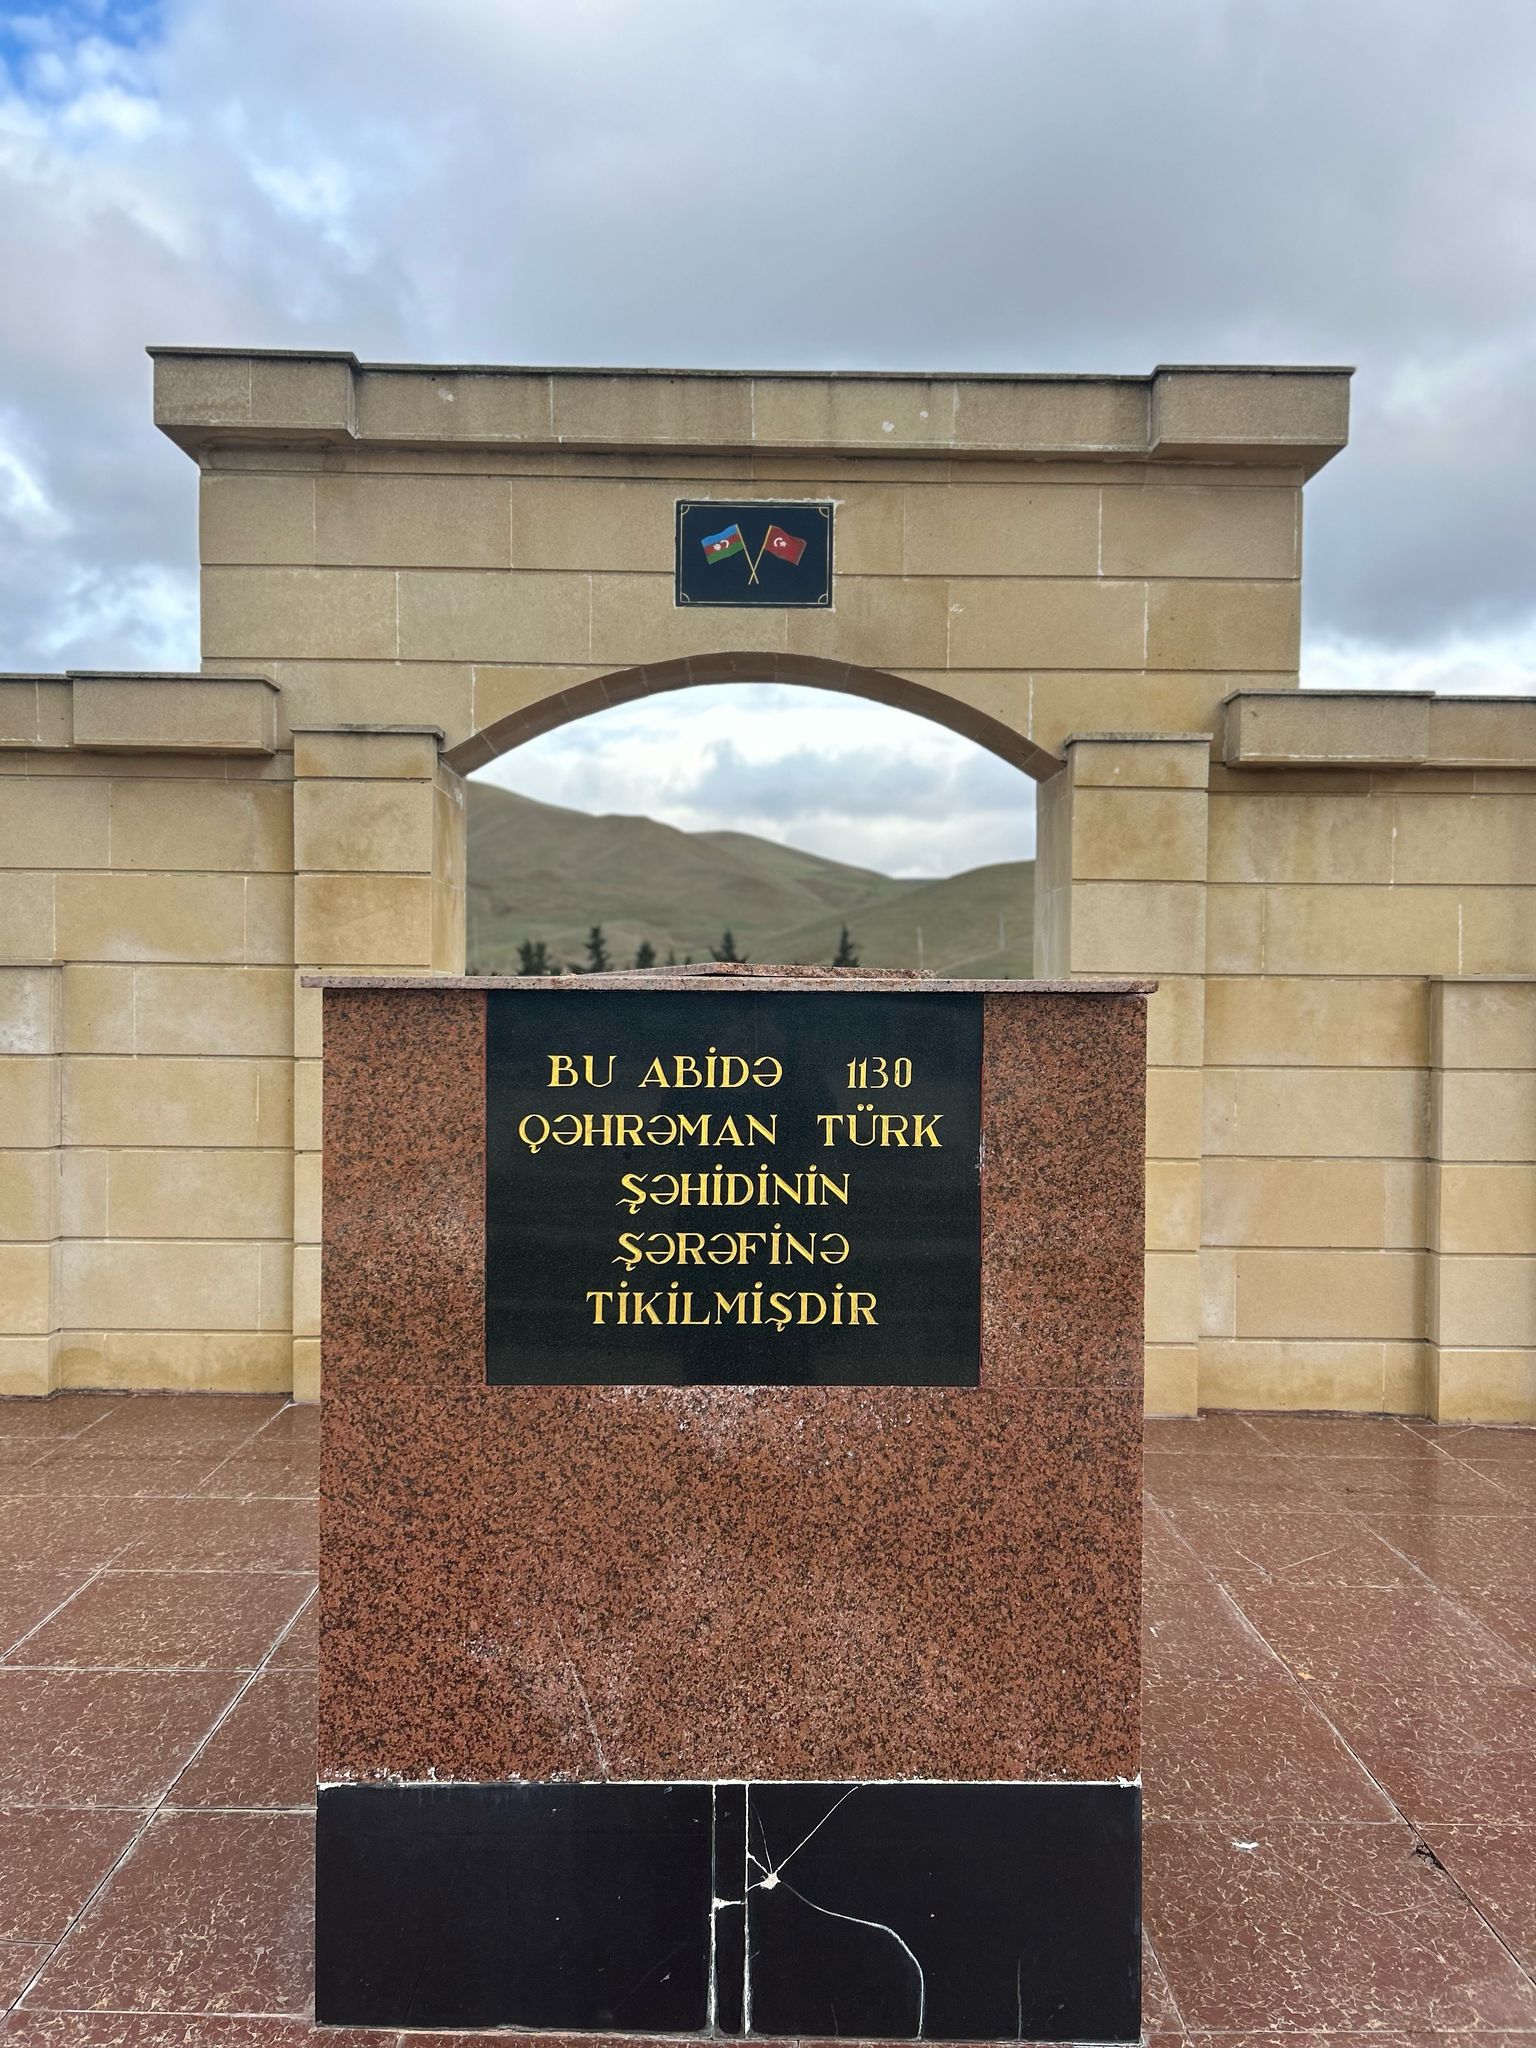 BU ABİDƏ 1130
QƏHRƏMAN TÜRK
ŞƏHİDİNİN
ŞƏRƏFİNƏ
TİKİLMİŞDİR